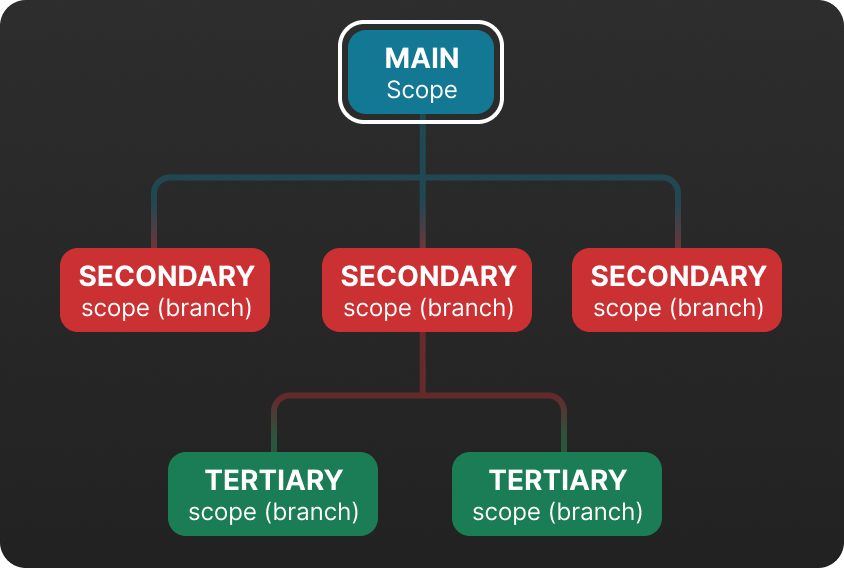 MAIN
Scope
SECONDARY
scope (branch)
SECONDARY
scope (branch)
SECONDARY
scope (branch)
TERTIARY
scope (branch)
TERTIARY
scope (branch)